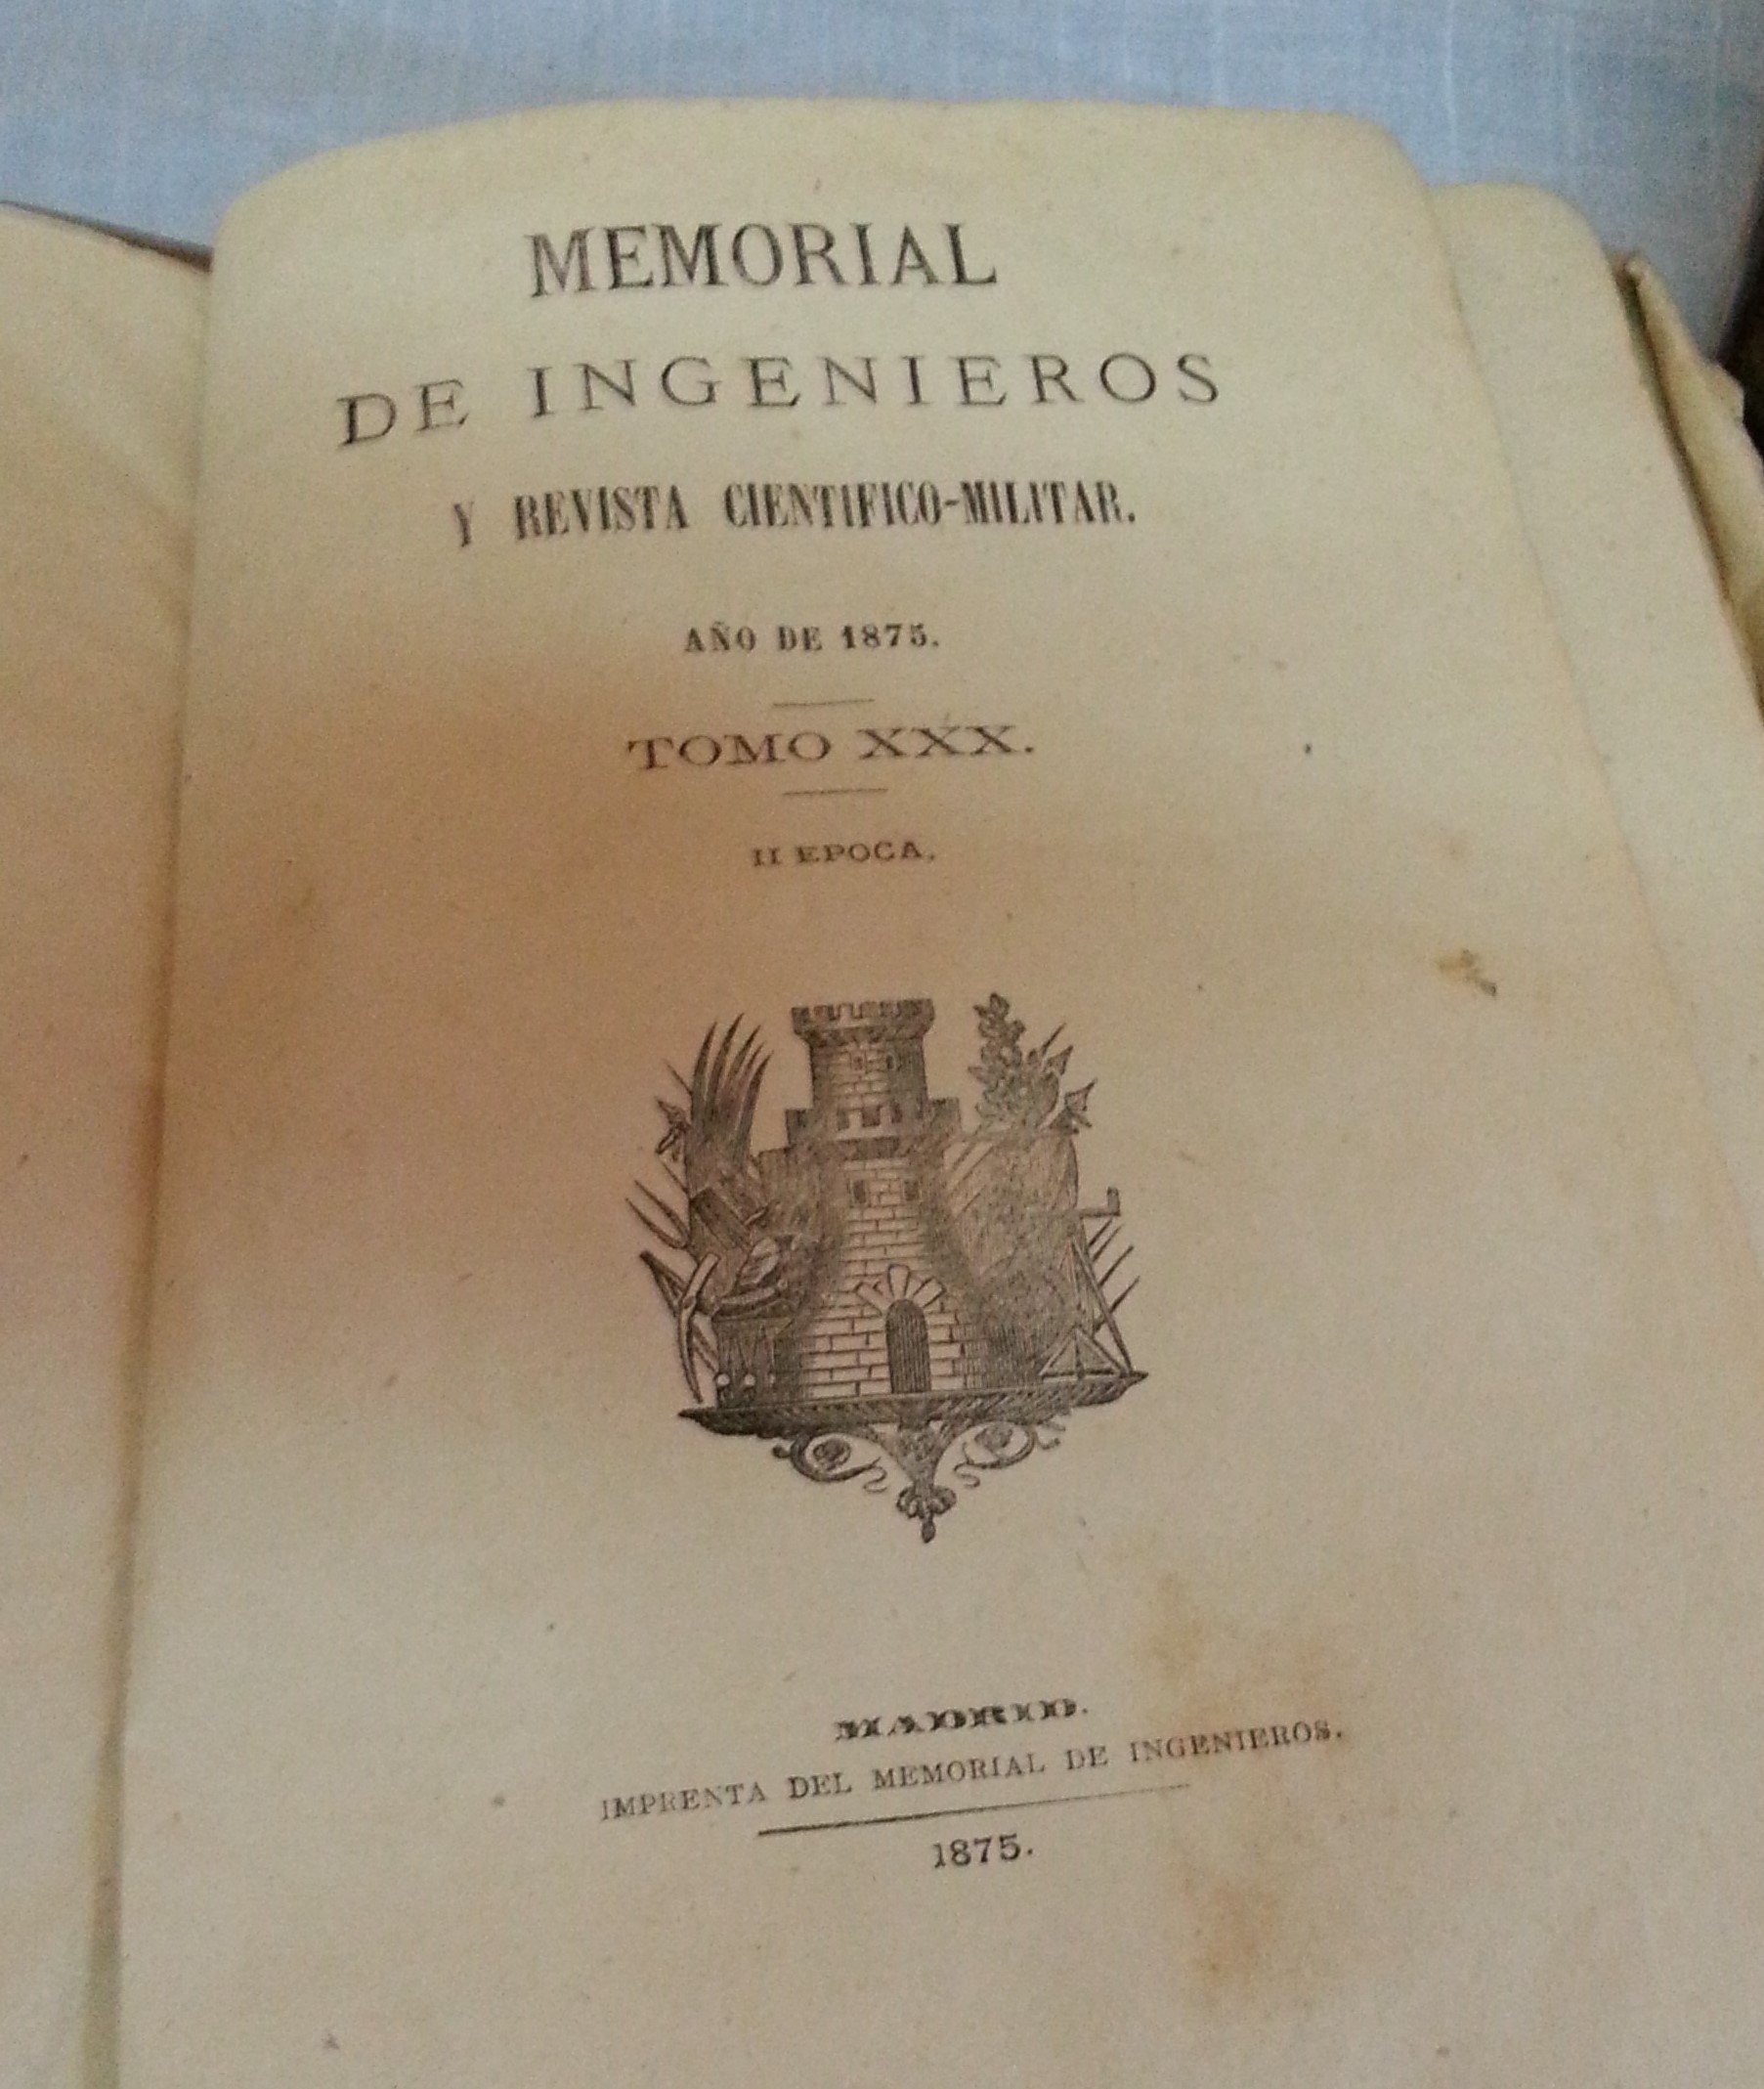 MEMORIAL
DE INGENIEROS
Y REVISTA CIENTIFICO-MILITAR.
AÑO DE 1875.
TOMO XXX.
II EPOCA.
MADRID.
IMPRENTA DEL MEMORIAL DE INGENIEROS.
1875.